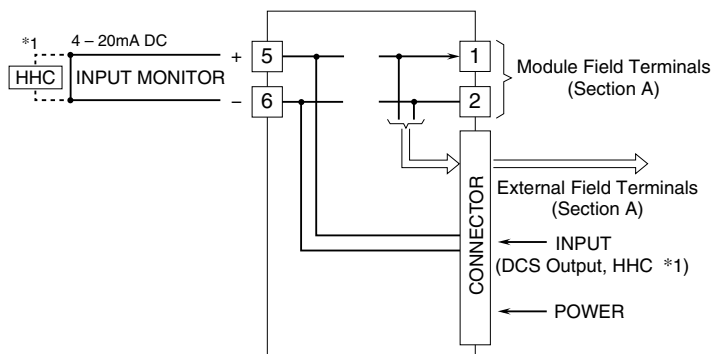 *1
4 – 20mA DC
HHC
INPUT MONITOR
+
5
–
6
1
2
Module Field Terminals
(Section A)
CONNECTOR
External Field Terminals
(Section A)
INPUT
(DCS Output, HHC *1)
POWER